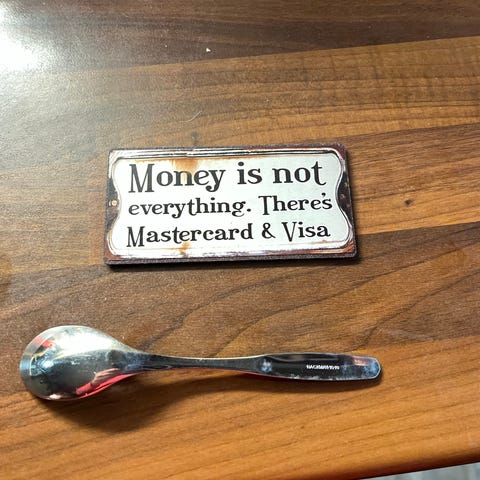 Money is not
everything. There's
Mastercard & Visa